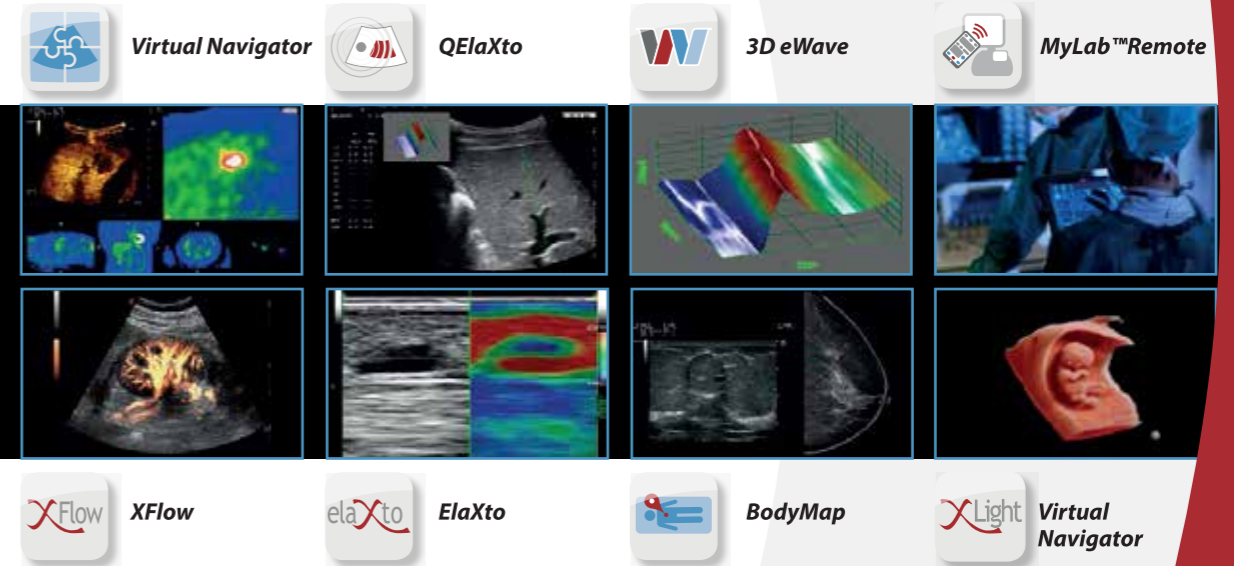 Virtual Navigator
QElaXto
3D eWave
MyLab™Remote
XFlow
XFlow
elaXto
ElaXto
BodyMap
XLight
Virtual
Navigator